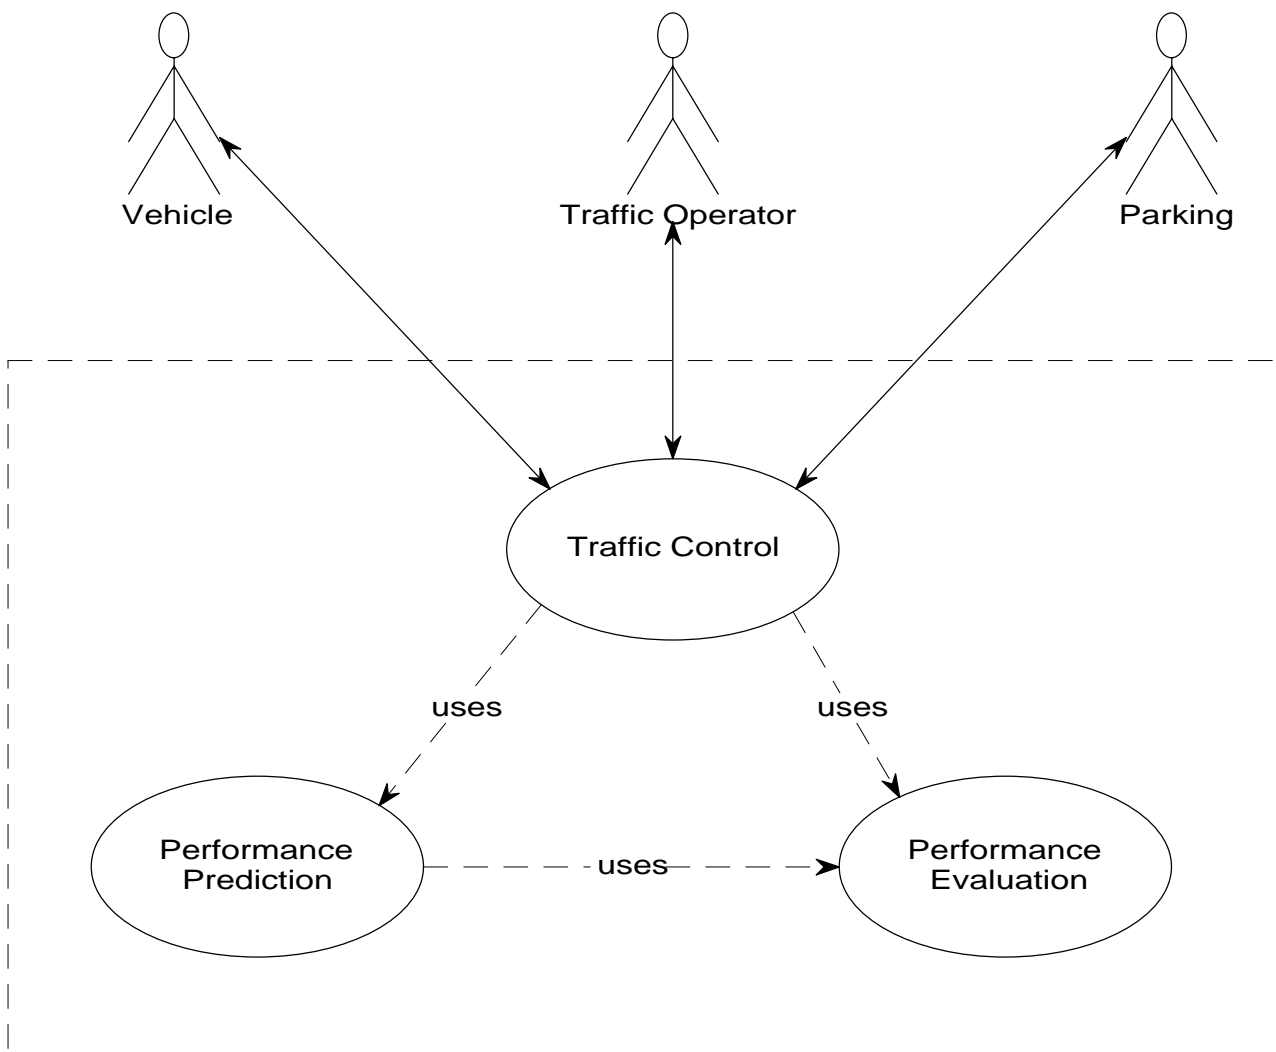 Vehicle
Traffic Operator
Parking
Traffic Control
uses
uses
Performance
Prediction
uses
Performance
Evaluation